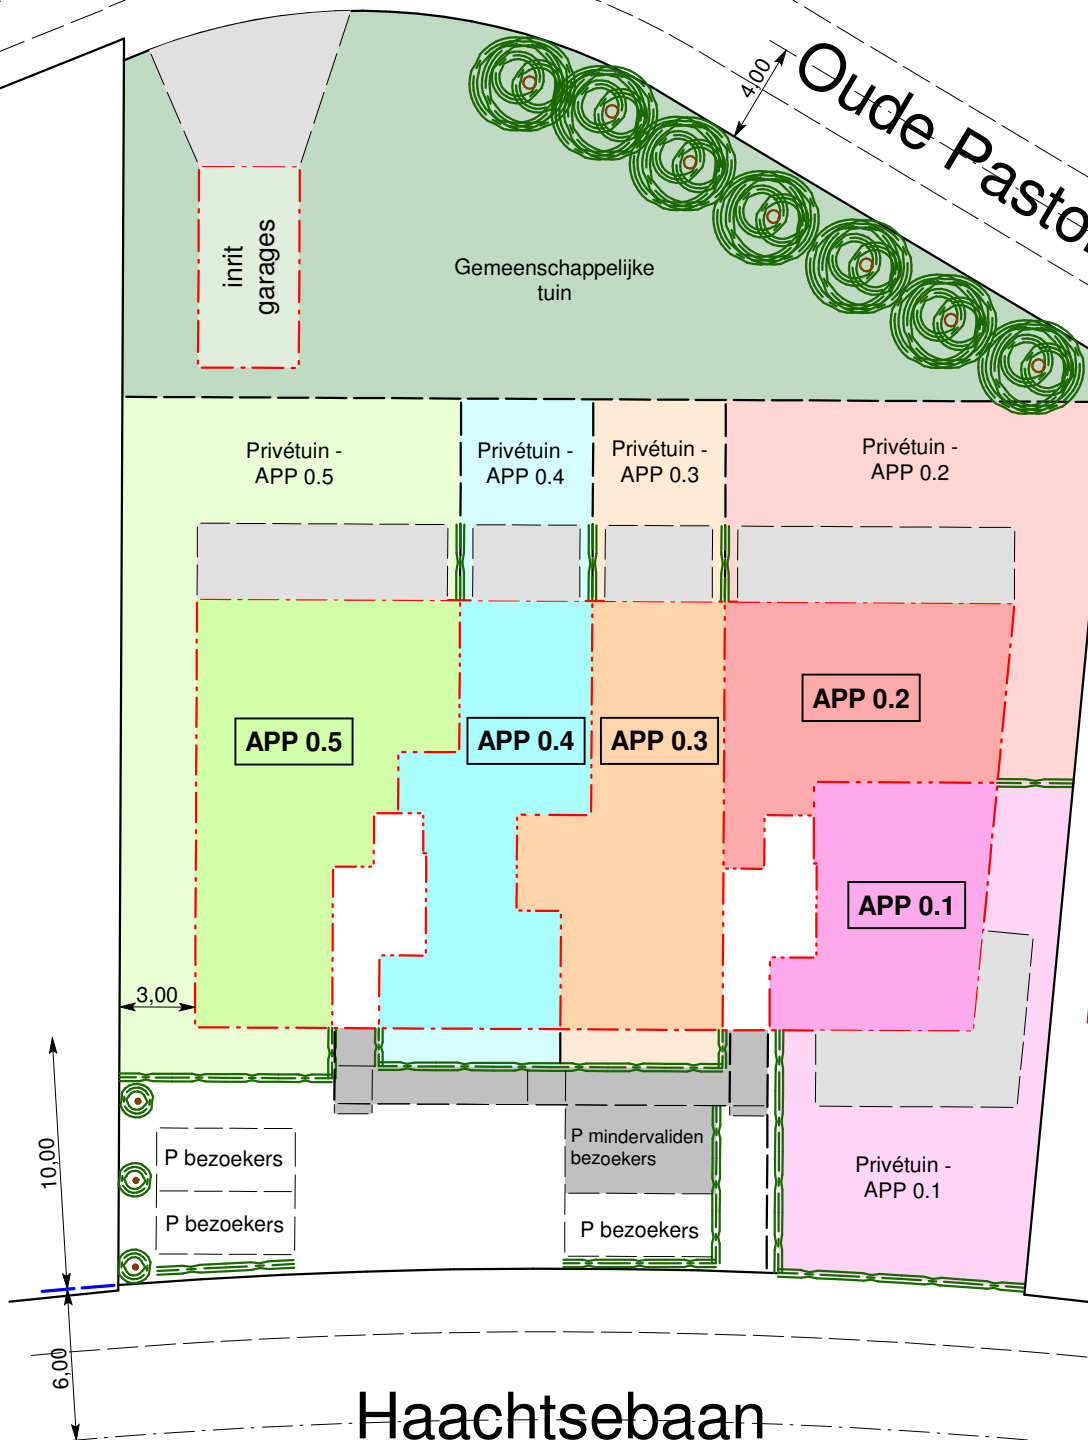 4,00
Oude Pasto
inrit
garages
Gemeenschappelijke
tuin
Privétuin -
APP 0.5
Privétuin -
APP 0.4
Privétuin -
APP 0.3
Privétuin -
APP 0.2
APP 0.5
APP 0.4
APP 0.3
APP 0.2
APP 0.1
3,00
10,00
P bezoekers
P bezoekers
P mindervaliden
bezoekers
P bezoekers
Privétuin -
APP 0.1
6,00
Haachtsebaan